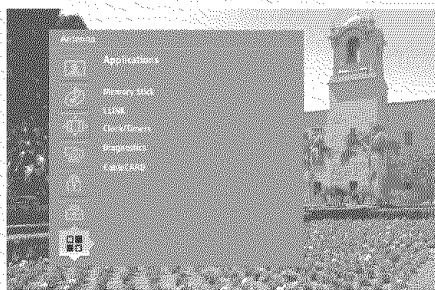 Antenna
Applications
Memory Stick
i.LINK
Clock/Timers
Diagnostics
CableCARD